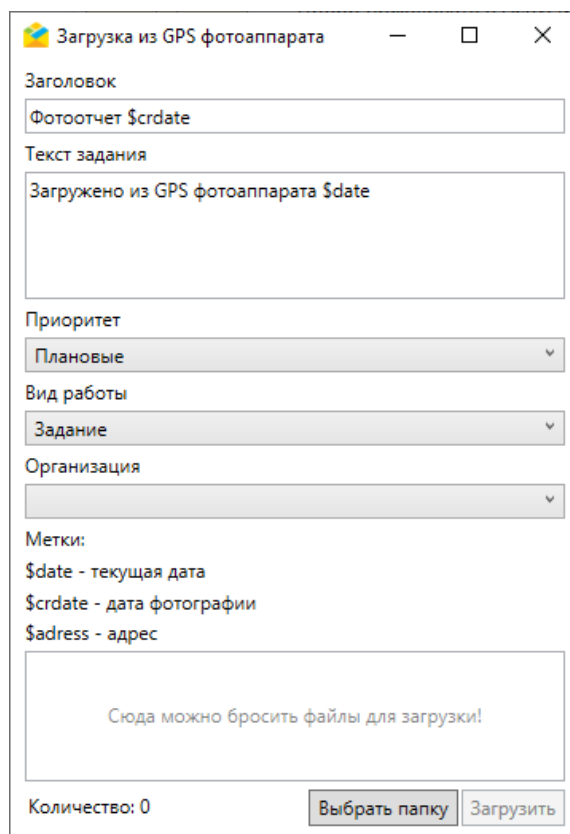 Загрузка из GPS фотоаппарата
Заголовок
Фотоотчет $crdate
Текст задания
Загружено из GPS фотоаппарата $date
Приоритет
Плановые
Вид работы
Задание
Организация
Метки:
$date - текущая дата
$crdate - дата фотографии
$adress - адрес
Сюда можно бросить файлы для загрузки!
Количество: 0 Выбрать папку Загрузить